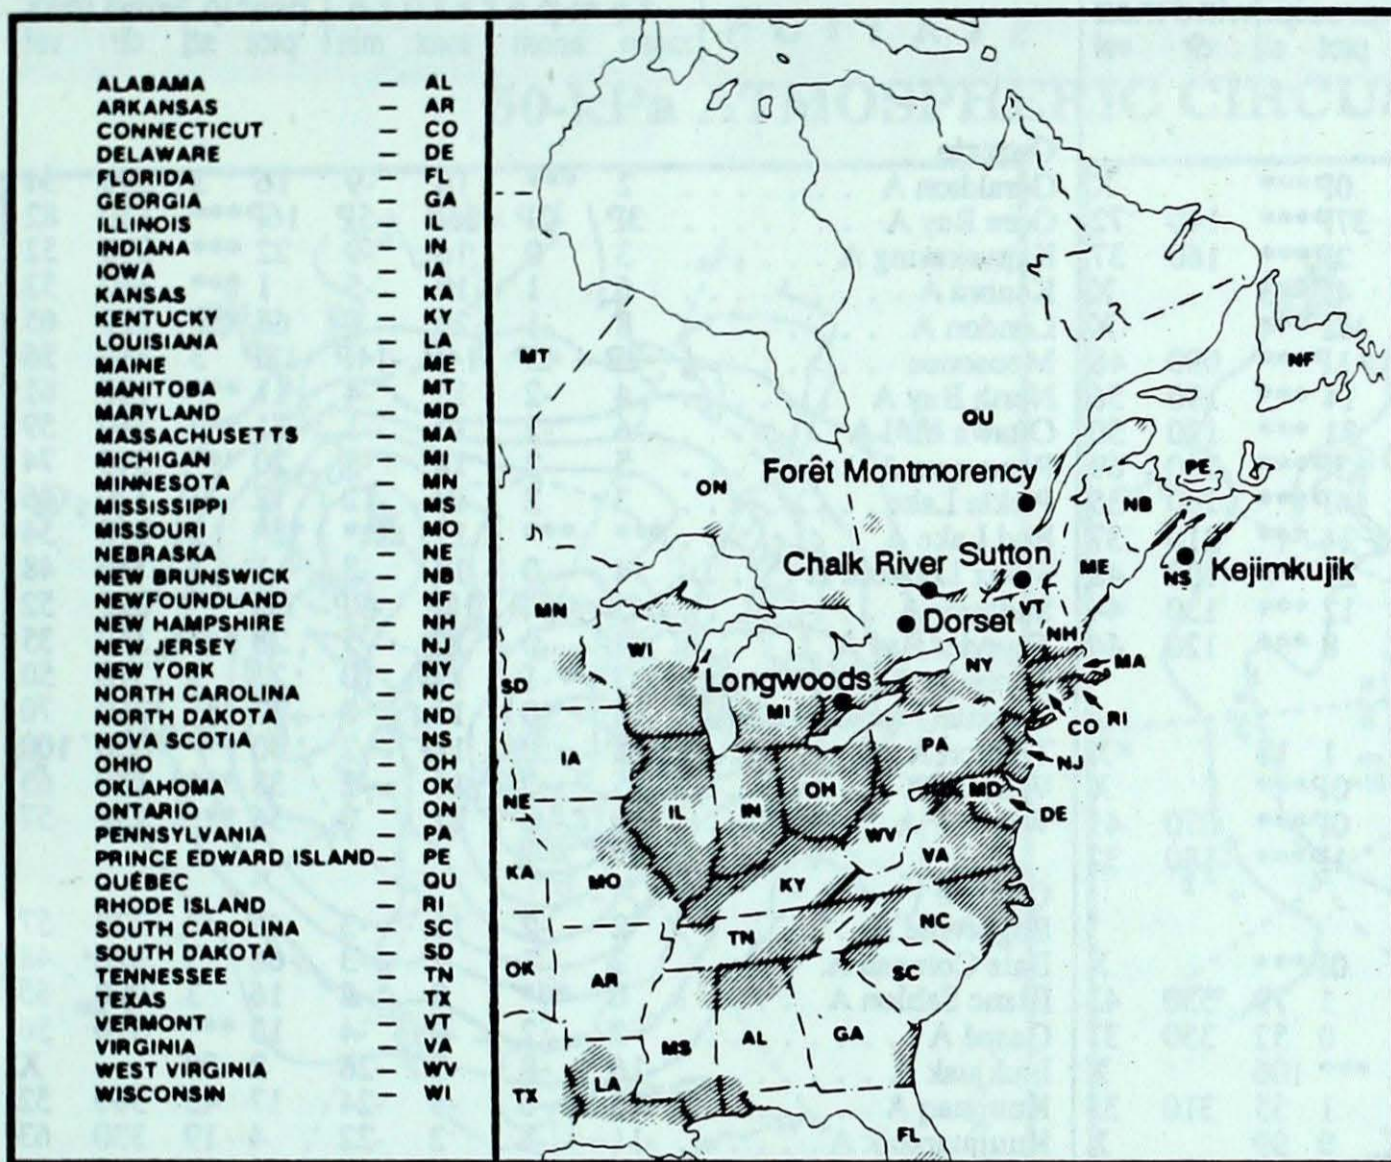 ALABAMA – AL
ARKANSAS – AR
CONNECTICUT – CO
DELAWARE – DE
FLORIDA – FL
GEORGIA – GA
ILLINOIS – IL
INDIANA – IN
IOWA – IA
KANSAS – KA
KENTUCKY – KY
LOUISIANA – LA
MAINE – ME
MANITOBA – MT
MARYLAND – MD
MASSACHUSETTS – MA
MICHIGAN – MI
MINNESOTA – MN
MISSISSIPPI – MS
MISSOURI – MO
NEBRASKA – NE
NEW BRUNSWICK – NB
NEWFOUNDLAND – NF
NEW HAMPSHIRE – NH
NEW JERSEY – NJ
NEW YORK – NY
NORTH CAROLINA – NC
NORTH DAKOTA – ND
NOVA SCOTIA – NS
OHIO – OH
OKLAHOMA – OK
ONTARIO – ON
PENNSYLVANIA – PA
PRINCE EDWARD ISLAND – PE
QUÉBEC – QU
RHODE ISLAND – RI
SOUTH CAROLINA – SC
SOUTH DAKOTA – SD
TENNESSEE – TN
TEXAS – TX
VERMONT – VT
VIRGINIA – VA
WEST VIRGINIA – WV
WISCONSIN – WI
MT
NF
QU
Forêt Montmorency
PE
ON
NB
Chalk River
Sutton
ME
NS
Kejimkujik
MN
VT
Dorset
NH
WI
NY
MA
SD
Longwoods
MI
RI
CO
IA
PA
NJ
NE
IL
IN
OH
MD
DE
WV
VA
KA
MO
KY
NC
TN
OK
AR
SC
MS
AL
GA
LA
TX
FL